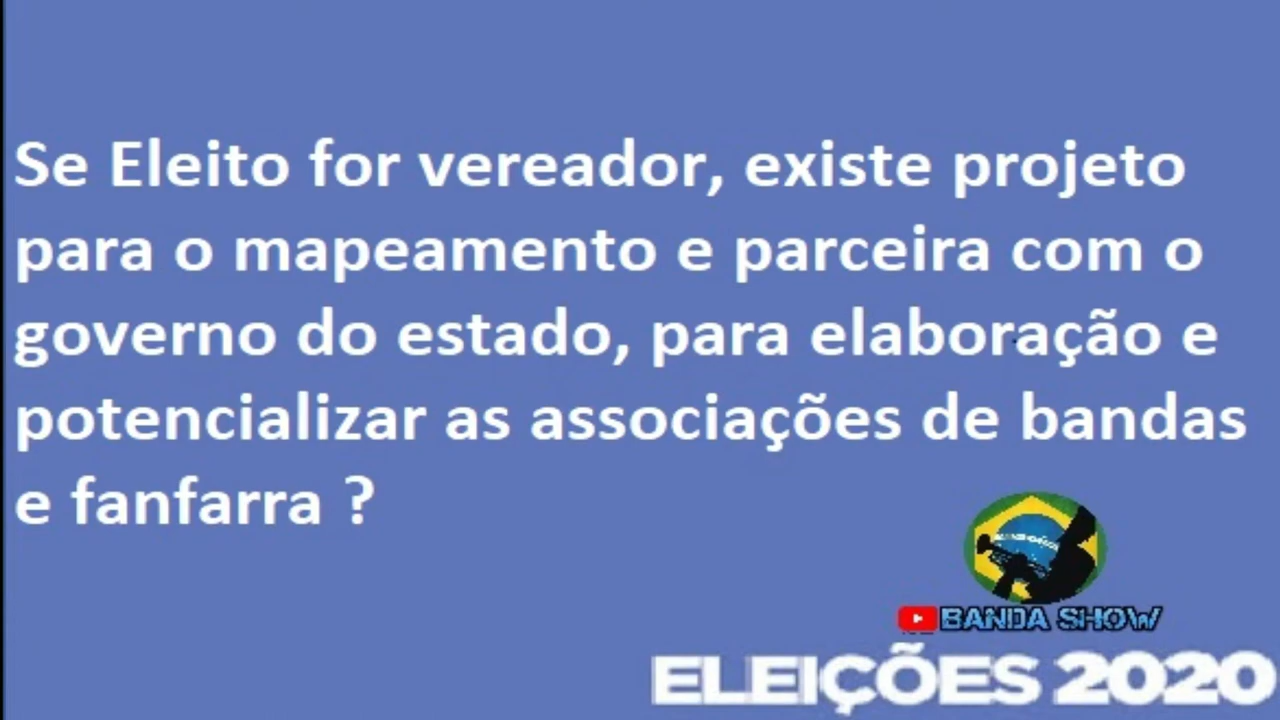 Se Eleito for vereador, existe projeto
para o mapeamento e parceira com o
governo do estado, para elaboração e
potencializar as associações de bandas
e fanfarra ?
BANDA SHOW
ELEIÇÕES 2020